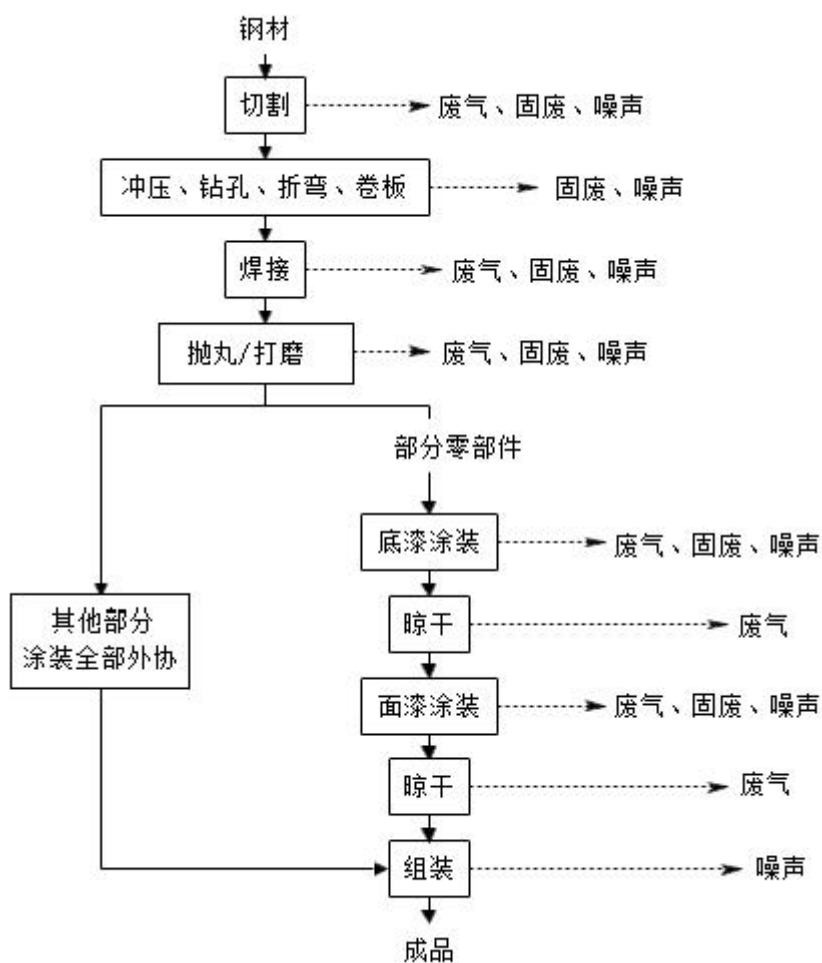 钢材
切割
废气、固废、噪声
冲压、钻孔、折弯、卷板
固废、噪声
焊接
废气、固废、噪声
抛丸/打磨
废气、固废、噪声
部分零部件
底漆涂装
废气、固废、噪声
其他部分
涂装全部外协
晾干
废气
面漆涂装
废气、固废、噪声
晾干
废气
组装
噪声
成品